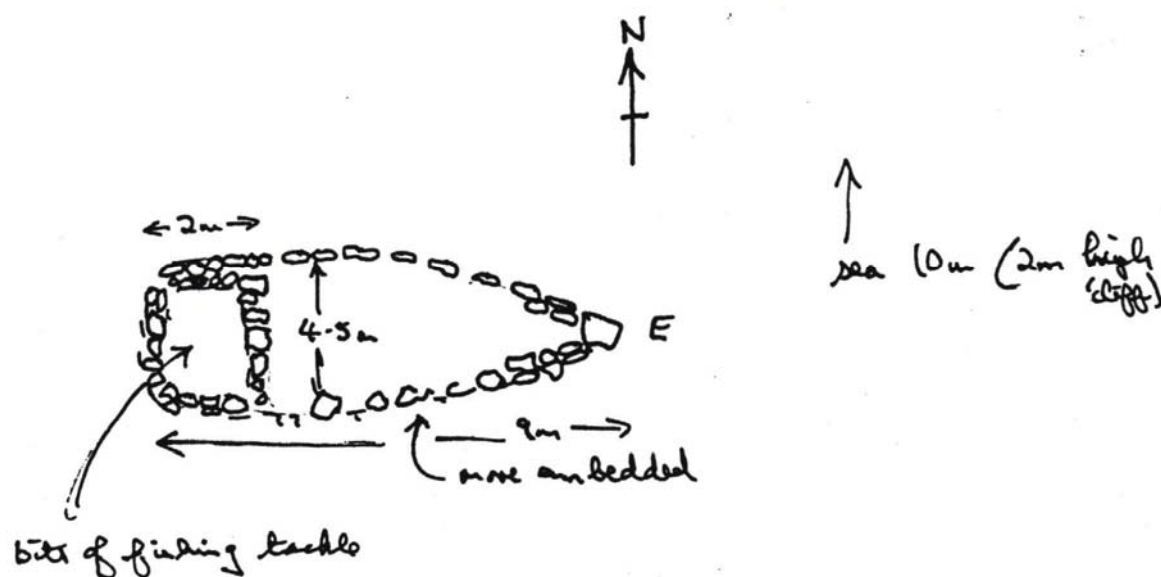 N
2m
sea 10m (2m high
'cliff')
4.5m
E
9m
more embedded
bits of fishing tackle